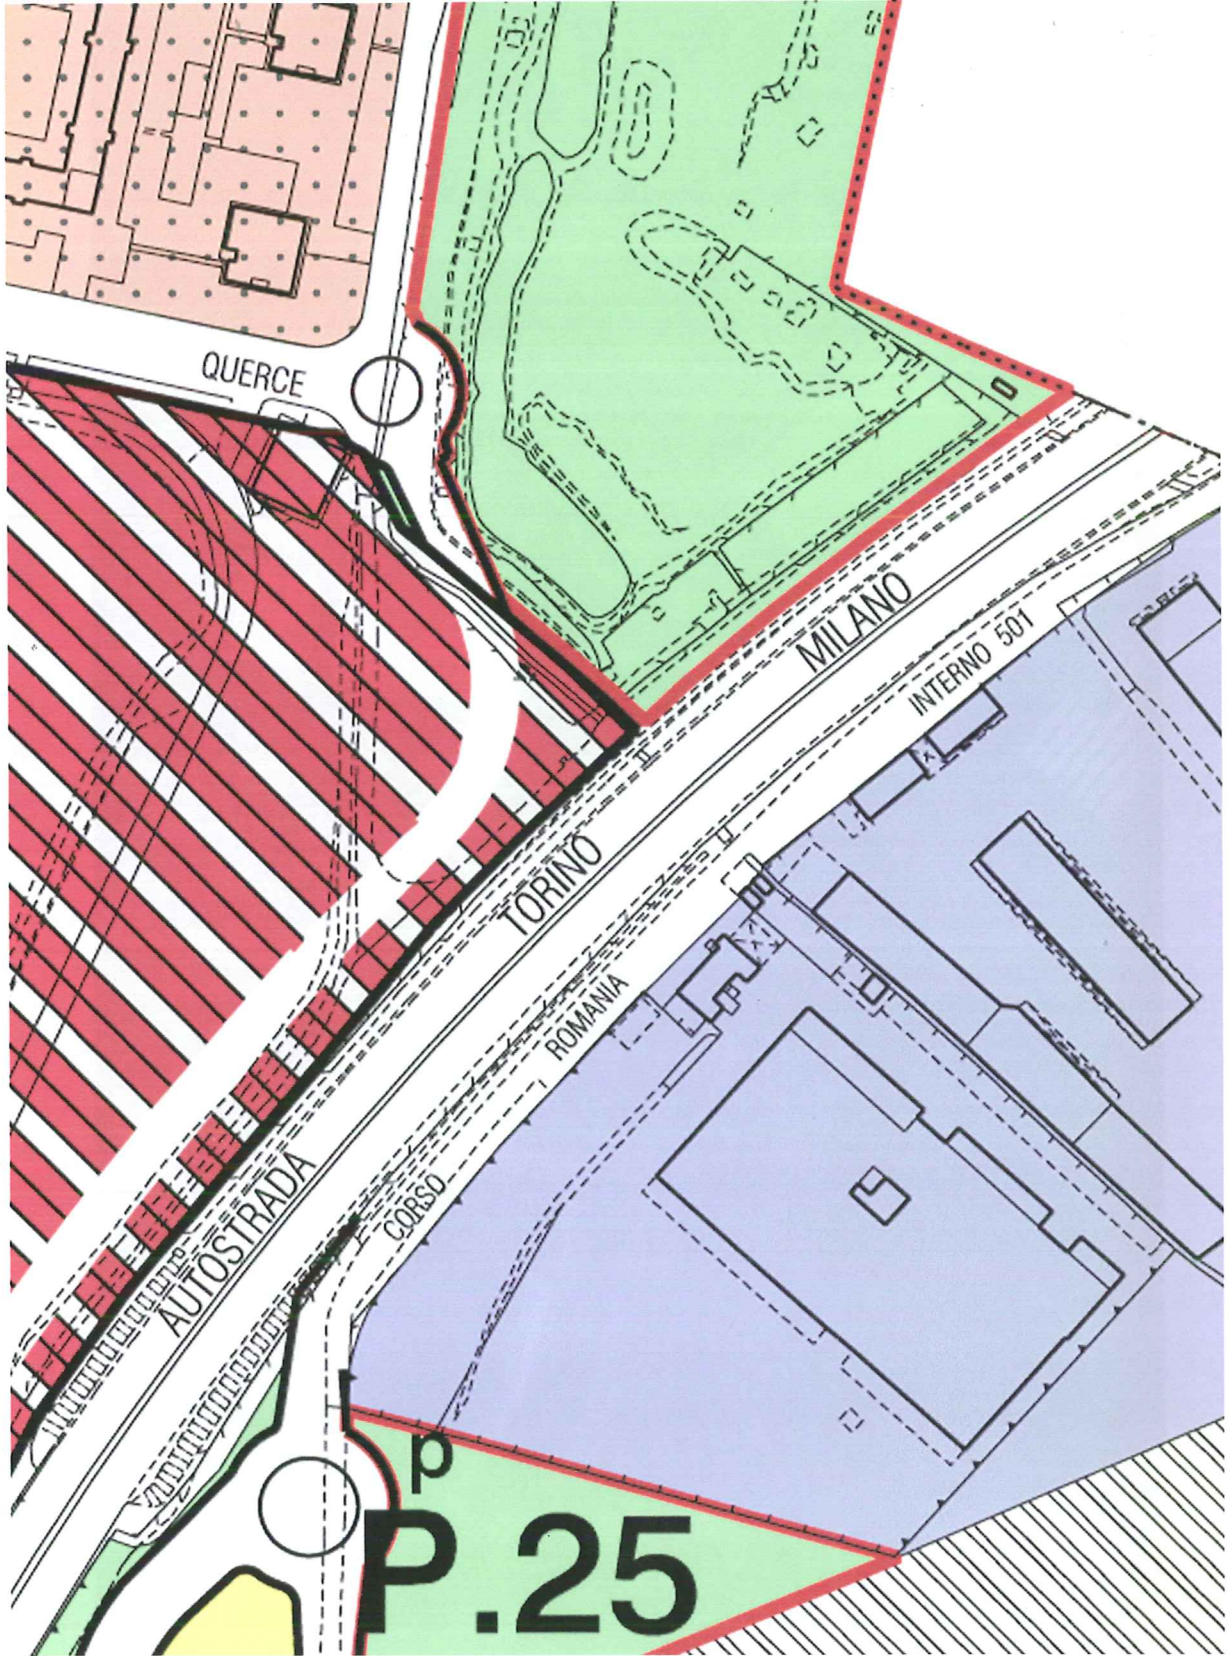 QUERCE
AUTOSTRADA TORINO MILANO
INTERNO 501
CORSO ROMANIA
p
P.25